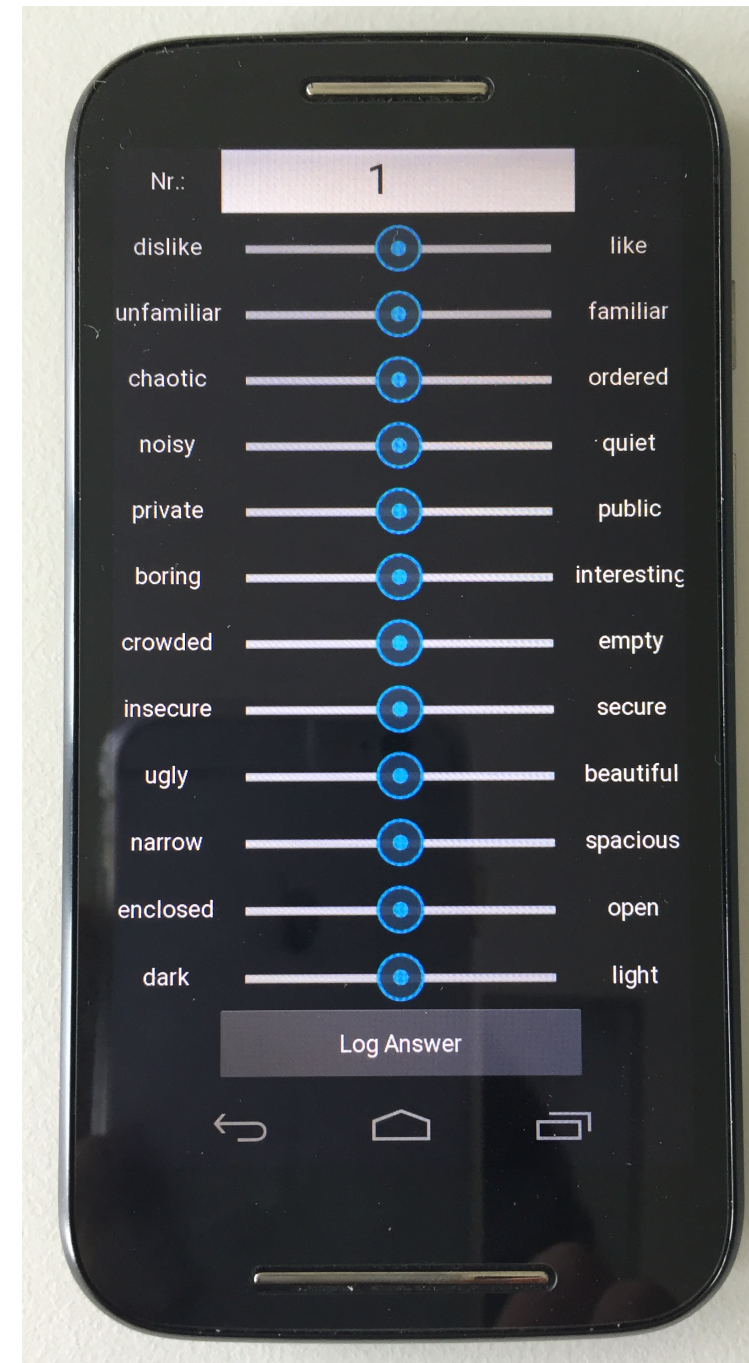 Nr.: 1
dislike like
unfamiliar familiar
chaotic ordered
noisy quiet
private public
boring interesting
crowded empty
insecure secure
ugly beautiful
narrow spacious
enclosed open
dark light
Log Answer